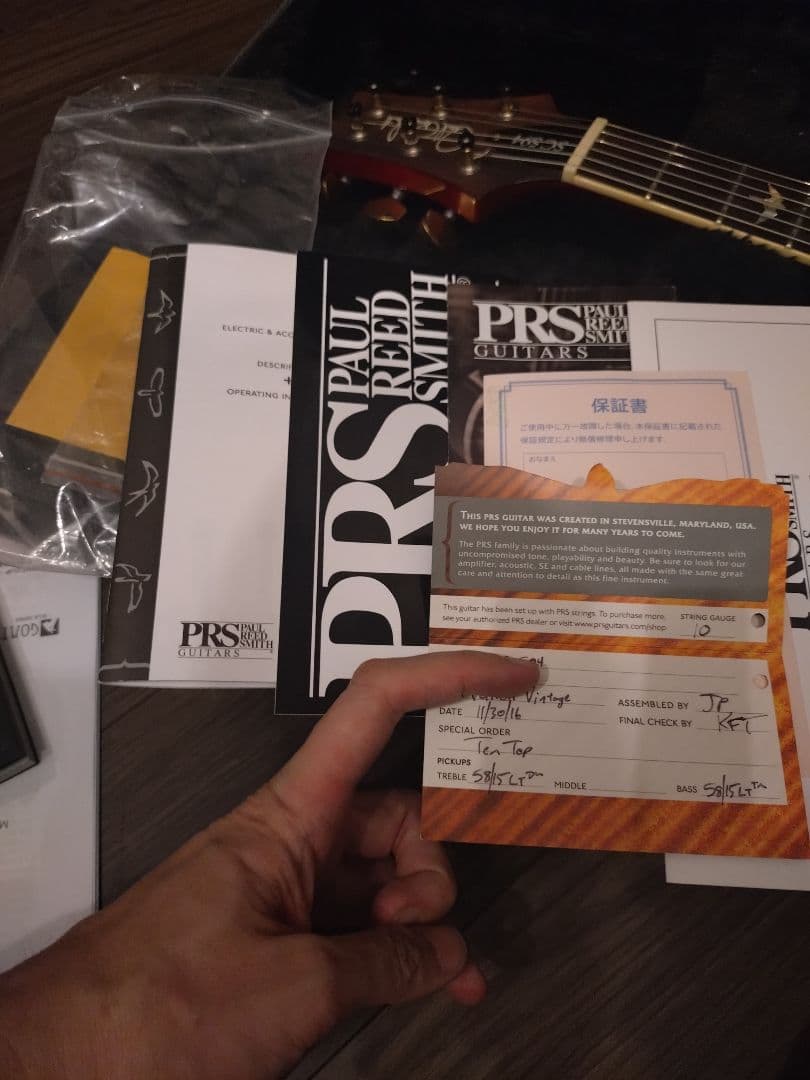 SC 594
ELECTRIC & ACO
DESCRIP
+
OPERATING IN
PRS PAUL REED SMITH
GUITARS
PRS PAUL REED SMITH
PRS PAUL REED SMITH
GUITARS
保証書
ご使用中に万一故障した場合、本保証書に記載された
保証規定により無償修理申し上げます
おなまえ
THIS PRS GUITAR WAS CREATED IN STEVENSVILLE, MARYLAND, USA.
WE HOPE YOU ENJOY IT FOR MANY YEARS TO COME.
The PRS family is passionate about building quality instruments with
uncompromised tone, playability and beauty. Be sure to look for our
amplifier, acoustic, SE and cable lines, all made with the same great
care and attention to detail as this fine instrument.
This guitar has been set up with PRS strings. To purchase more,
see your authorized PRS dealer or visit www.prsguitars.com/shop
STRING GAUGE
10
594
Vintage
DATE 11/30/16
ASSEMBLED BY JP
FINAL CHECK BY KFT
SPECIAL ORDER
Ten Top
PICKUPS
TREBLE 58/15 LT TM MIDDLE BASS 58/15 LT TM
SMITH